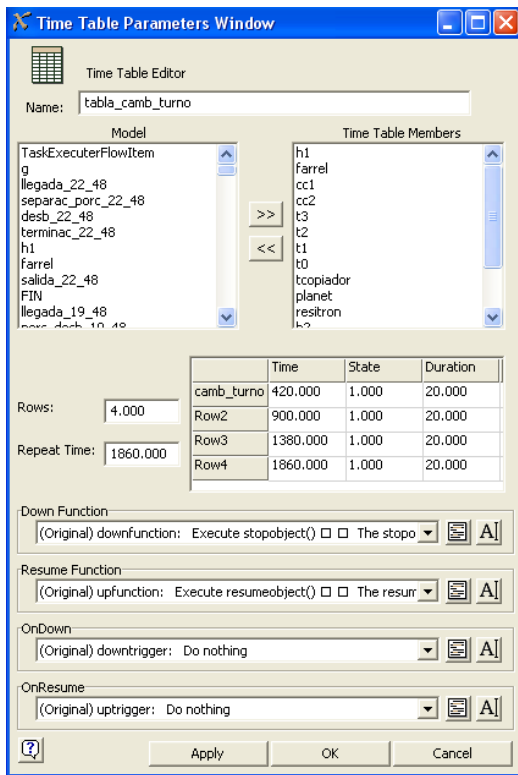 Time Table Parameters Window
Time Table Editor
Name: tabla_camb_turno
Model
TaskExecuterFlowItem
g
llegada_22_48
separac_porc_22_48
desb_22_48
terminac_22_48
h1
farrel
salida_22_48
FIN
llegada_19_48
>>
<<
Time Table Members
h1
farrel
cc1
cc2
t3
t2
t1
t0
tcopiador
planet
resitron
h2
Rows: 4.000
Repeat Time: 1860.000
Time State Duration
camb_turno 420.000 1.000 20.000
Row2 900.000 1.000 20.000
Row3 1380.000 1.000 20.000
Row4 1860.000 1.000 20.000
Down Function
(Original) downfunction: Execute stopobject() □ □ The stopo
A
Resume Function
(Original) upfunction: Execute resumeobject() □ □ The resum
A
OnDown
(Original) downtrigger: Do nothing
A
OnResume
(Original) uptrigger: Do nothing
A
? Apply OK Cancel